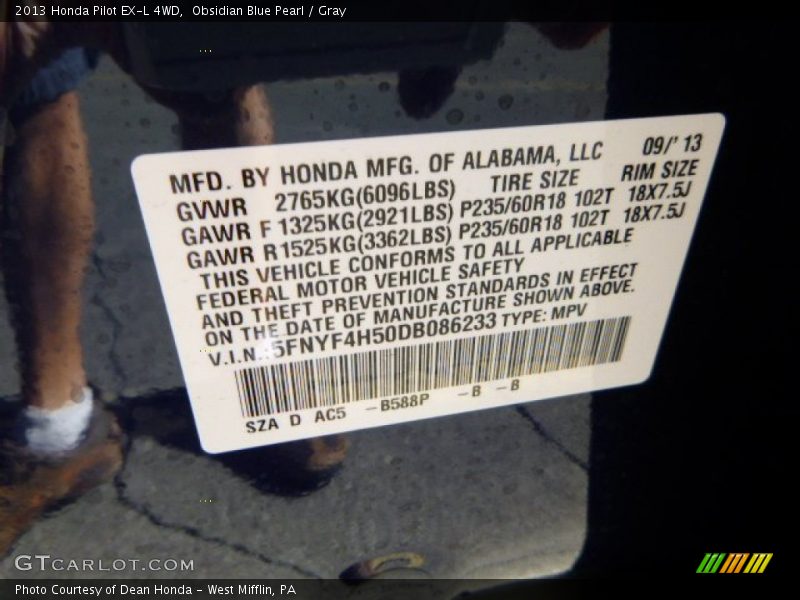 2013 Honda Pilot EX-L 4WD, Obsidian Blue Pearl / Gray
MFD. BY HONDA MFG. OF ALABAMA, LLC 09/' 13
GVWR 2765KG(6096LBS) TIRE SIZE RIM SIZE
GAWR F 1325KG(2921LBS) P235/60R18 102T 18X7.5J
GAWR R 1525KG(3362LBS) P235/60R18 102T 18X7.5J
THIS VEHICLE CONFORMS TO ALL APPLICABLE
FEDERAL MOTOR VEHICLE SAFETY
AND THEFT PREVENTION STANDARDS IN EFFECT
ON THE DATE OF MANUFACTURE SHOWN ABOVE.
V.I.N.:5FNYF4H50DB086233 TYPE: MPV
SZA D AC5 -B588P -B -B
GTCARLOT.COM
Photo Courtesy of Dean Honda - West Mifflin, PA